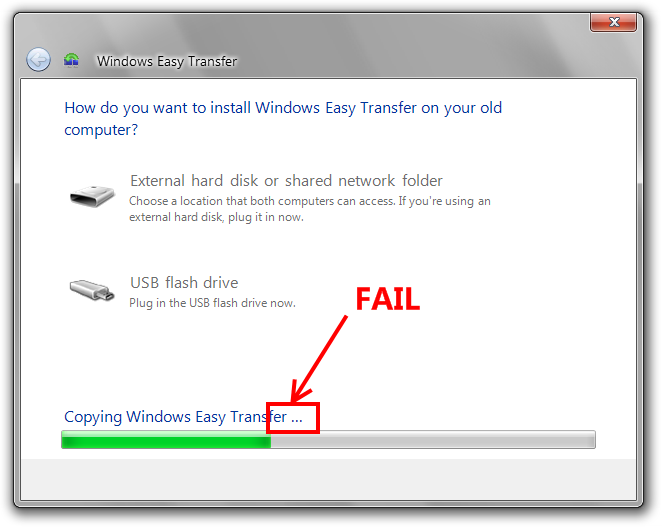 Windows Easy Transfer
How do you want to install Windows Easy Transfer on your old
computer?
External hard disk or shared network folder
Choose a location that both computers can access. If you're using an
external hard disk, plug it in now.
USB flash drive
Plug in the USB flash drive now.
FAIL
Copying Windows Easy Transfer ...